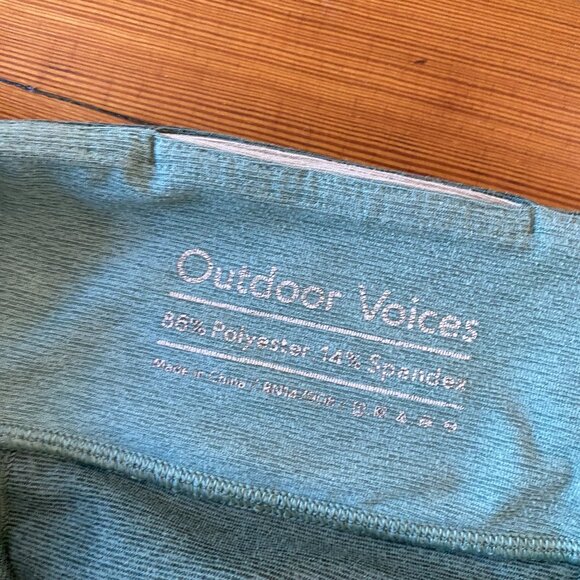 Outdoor Voices
86% Polyester 14% Spandex
Made in China /